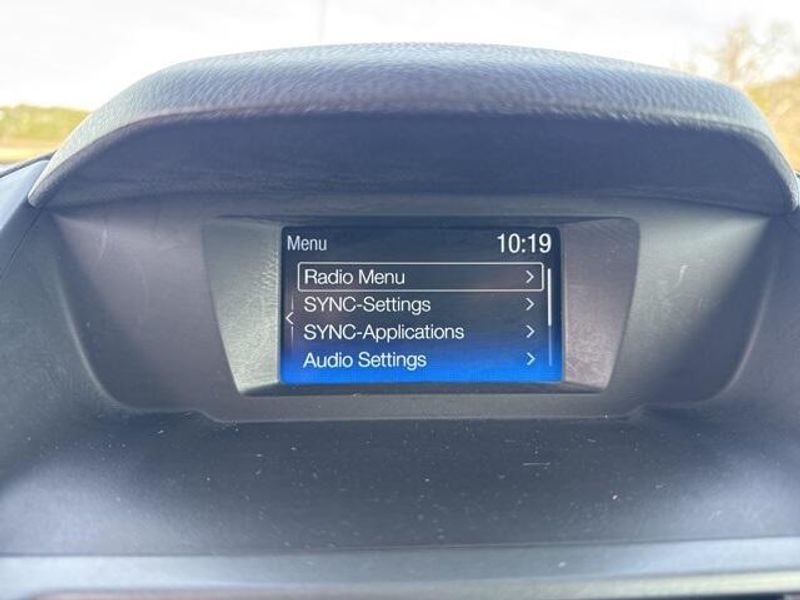 Menu 10:19
Radio Menu >
SYNC-Settings >
SYNC-Applications >
Audio Settings >